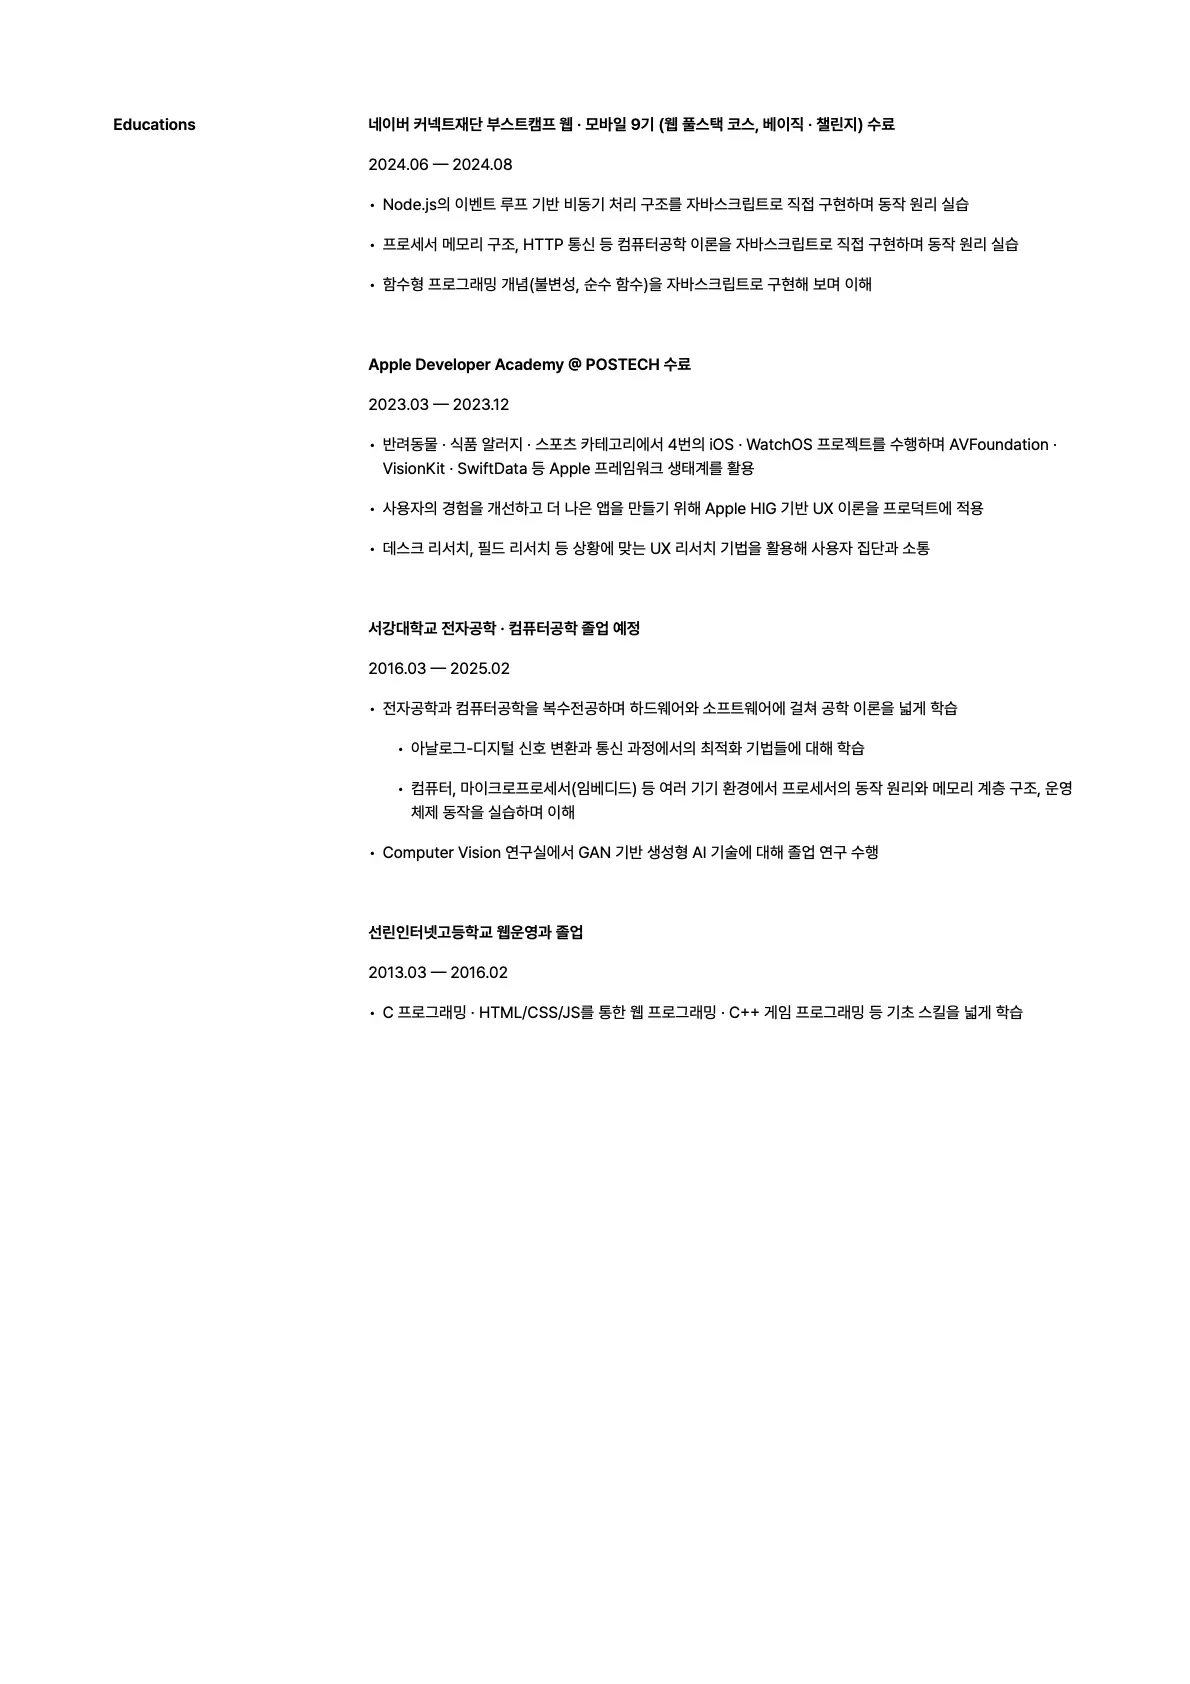 Educations
네이버 커넥트재단 부스트캠프 웹 · 모바일 9기 (웹 풀스택 코스, 베이직 · 챌린지) 수료
2024.06 — 2024.08
• Node.js의 이벤트 루프 기반 비동기 처리 구조를 자바스크립트로 직접 구현하며 동작 원리 실습
• 프로세서 메모리 구조, HTTP 통신 등 컴퓨터공학 이론을 자바스크립트로 직접 구현하며 동작 원리 실습
• 함수형 프로그래밍 개념(불변성, 순수 함수)을 자바스크립트로 구현해 보며 이해
Apple Developer Academy @ POSTECH 수료
2023.03 — 2023.12
• 반려동물 · 식품 알러지 · 스포츠 카테고리에서 4번의 iOS · WatchOS 프로젝트를 수행하며 AVFoundation ·
VisionKit · SwiftData 등 Apple 프레임워크 생태계를 활용
• 사용자의 경험을 개선하고 더 나은 앱을 만들기 위해 Apple HIG 기반 UX 이론을 프로덕트에 적용
• 데스크 리서치, 필드 리서치 등 상황에 맞는 UX 리서치 기법을 활용해 사용자 집단과 소통
서강대학교 전자공학 · 컴퓨터공학 졸업 예정
2016.03 — 2025.02
• 전자공학과 컴퓨터공학을 복수전공하며 하드웨어와 소프트웨어에 걸쳐 공학 이론을 넓게 학습
• 아날로그-디지털 신호 변환과 통신 과정에서의 최적화 기법들에 대해 학습
• 컴퓨터, 마이크로프로세서(임베디드) 등 여러 기기 환경에서 프로세서의 동작 원리와 메모리 계층 구조, 운영
체제 동작을 실습하며 이해
• Computer Vision 연구실에서 GAN 기반 생성형 AI 기술에 대해 졸업 연구 수행
선린인터넷고등학교 웹운영과 졸업
2013.03 — 2016.02
• C 프로그래밍 · HTML/CSS/JS를 통한 웹 프로그래밍 · C++ 게임 프로그래밍 등 기초 스킬을 넓게 학습